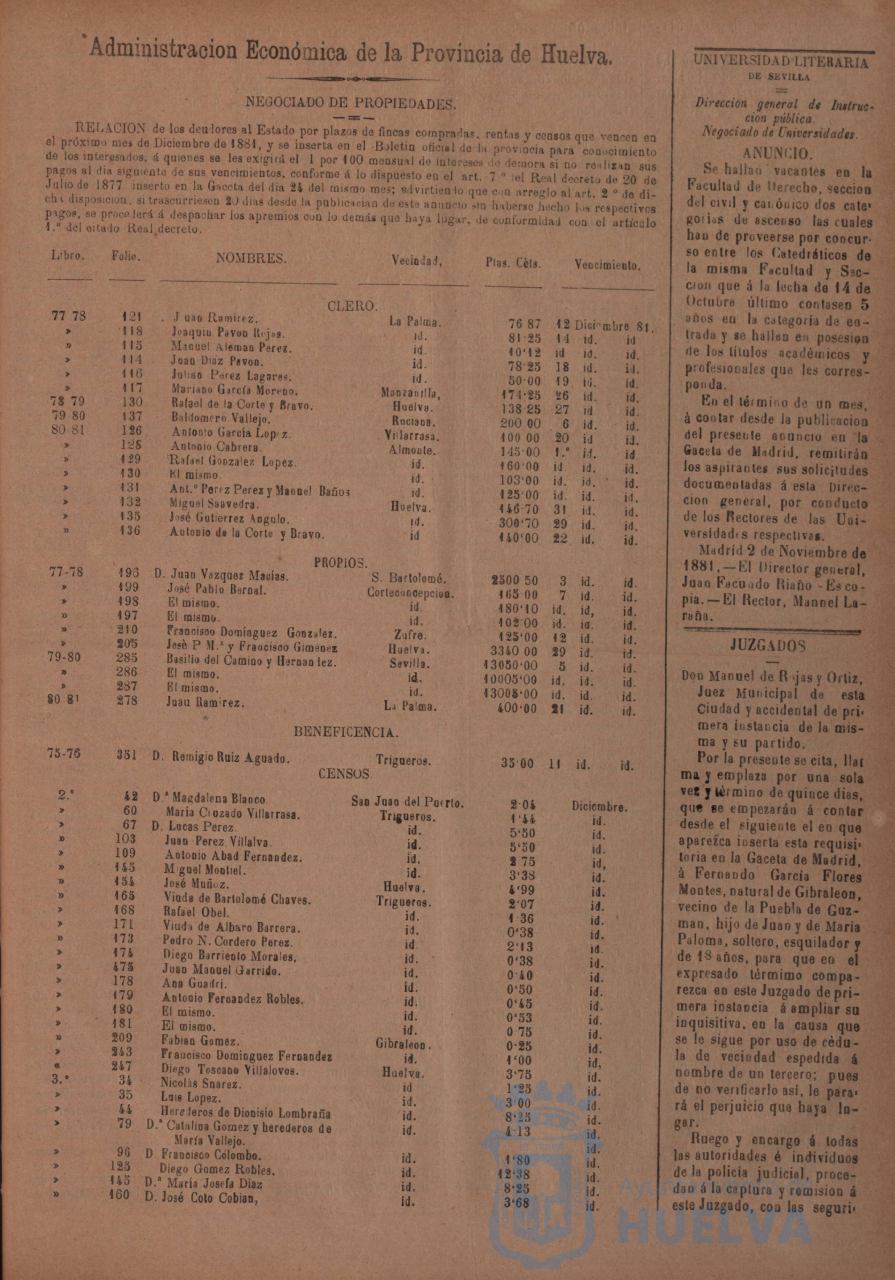 Administracion Económica de la Provincia de Huelva.
NEGOCIADO DE PROPIEDADES.
RELACION de los deudores al Estado por plazos de fincas compradas, rentas y censos que vencen en
el próximo mes de Diciembre de 1881, y se inserta en el Boletin oficial de la provincia para conocimiento
de los interesados, á quienes se les exigirá el 1 por 100 mensual de intereses de demora si no realizan sus
pagos al dia siguiente de sus vencimientos, conforme á lo dispuesto en el art. 7.º del Real decreto de 20 de
Julio de 1877 inserto en la Gaceta del dia 24 del mismo mes; advirtiendo que con arreglo al art. 2.º de di-
cha disposicion, si trascurriesen 20 dias desde la publicacion de este anuncio sin haberse hecho los respectivos
pagos, se procederá á despachar los apremios con lo demás que haya lugar, de conformidad con el artículo
1.º del citado Real decreto.
Libro. Folio. NOMBRES. Vecindad, Ptas. Cèts. Vencimiento.
CLERO.
77 78 121 Juan Ramirez. La Palma. 76 87 12 Diciembre 81.
» 118 Joaquin Pavon Rojas. id. 81·25 14 id. id
» 115 Manuel Aleman Perez. id. 10·12 id id. id.
» 114 Juan Diaz Pavon. id. 78·25 18 id. id.
» 116 Julian Perez Lagares. id. 50·00 19 id. id.
» 117 Mariano García Moreno. Manzanilla, 174·25 26 id. id.
78 79 130 Rafael de la Corte y Bravo. Huelva. 138·25 27 id. id.
79-80 137 Baldomero Vallejo. Rociana. 200 00 6 id. id.
80-81 126 Antonio García Lopez. Villarrasa. 100 00 20 id id.
» 128 Antonio Cabrera. Almonte. 145·00 1.º id. id
» 129 Rafael Gonzalez Lopez. id. 160·00 id. id. id.
» 130 El mismo. id. 103·00 id. id. id.
» 131 Ant.º Perez Perez y Manuel Baños id. 125·00 id. id. id.
» 132 Miguel Saavedra. Huelva. 146·70 31 id. id.
» 135 José Gutierrez Angulo. id. 300·70 29 id. id.
» 136 Antonio de la Corte y Bravo. id 140·00 22 id. id.
PROPIOS.
77-78 196 D. Juan Vazquez Macías. S. Bartolomé. 2500 50 3 id. id.
» 199 José Pablo Bernal. Corteconcepcion. 165·00 7 id. id.
» 198 El mismo. id. 180·10 id. id, id.
» 197 El mismo. id. 102·00 id. id. id.
» 210 Francisco Dominguez Gonzalez. Zufre. 125·00 12 id. id.
» 205 Josè P M.ª y Francisco Gimenez Huelva. 3340 00 29 id. id.
79-80 285 Basilio del Camino y Hernandez. Sevilla. 13050·00 5 id. id.
» 286 El mismo. id. 10005·00 id. id. id.
» 287 El mismo. id. 13005·00 id. id. id.
80-81 278 Juan Ramirez. La Palma. 400·00 21 id. id.
BENEFICENCIA.
75-76 351 D. Remigio Ruiz Aguado. Trigueros. 35·00 11 id. id.
CENSOS
2.º 42 D.ª Magdalena Blanco San Juan del Puerto. 2·04 Diciembre.
» 60 Maria Cruzado Villarrasa. Trigueros. 1‘44 id.
» 67 D. Lucas Perez. id. 5·50 id.
» 103 Juan Perez Villalva. id. 5·50 id.
» 109 Antonio Abad Fernandez. id. 2·75 id,
» 145 Miguel Montiel. id. 3·38 id.
» 154 José Muñoz. Huelva. 4‘99 id.
» 165 Viuda de Bartolomé Chaves. Trigueros. 2·07 id.
» 168 Rafael Obel. id. 1·36 id.
» 171 Viuda de Albaro Barrera. id. 0‘38 id.
» 173 Pedro N. Cordero Perez. id. 2·13 id.
» 174 Diego Barriento Morales, id. 0‘38 id.
» 175 Juan Manuel Garrido. id. 0·40 id.
» 178 Ana Guadri. id. 0‘50 id.
» 179 Antonio Fernandez Robles. id. 0‘45 id.
» 180 El mismo. id. 0‘53 id.
» 181 El mismo. id. 0 75 id.
» 209 Fabian Gomez. Gibraleon. 0·25 id.
» 243 Francisco Dominguez Fernandez id. 1‘00 id,
« 247 Diego Toscano Villalovos. Huelva. 3‘75 id.
3.º 34 Nicolás Suarez. id 1‘25 id.
» 35 Luis Lopez. id. 3·00 id.
» 44 Herederos de Dionisio Lombraña id. 8·25 id.
» 79 D.ª Catalina Gomez y herederos de id. 4·13 id.
María Vallejo.
» 96 D. Francisco Colombo. id. 1‘80 id.
» 125 Diego Gomez Robles. id. 12·38 id.
» 145 D.ª María Josefa Diaz id. 8·25 id.
» 160 D. José Coto Cobian, id. 3·68 id.
UNIVERSIDAD LITERARIA
DE SEVILLA
Direccion general de Instruc-
cion pública.
Negociado de Universidades.
ANUNCIO.
Se hallan vacantes en la
Facultad de Derecho, seccion
del civil y canónico dos cate-
gorias de ascenso las cuales
han de proveerse por concur-
so entre los Catedráticos de
la misma Facultad y Sec-
cion que á la fecha de 14 de
Octubre último contasen 5
años en la categoría de en-
trada y se hallen en posesion
de los títulos académicos y
profesionales que les corres-
ponda.
En el término de un mes,
á contar desde la publicacion
del presente anuncio en la
Gaceta de Madrid, remitirán
los aspirantes sus solicitudes
documentadas á esta Direc-
cion general, por conducto
de los Rectores de las Uni-
versidades respectivas.
Madrid 2 de Noviembre de
1881.—El Director general,
Juan Facundo Riaño - Es co-
pia.—El Rector, Manuel La-
raña.
JUZGADOS
Don Manuel de Rojas y Ortiz,
Juez Municipal de esta
Ciudad y accidental de pri-
mera instancia de la mis-
ma y su partido.
Por la presente se cita, lla-
ma y emplaza por una sola
vez y término de quince dias,
que se empezarán á contar
desde el siguiente el en que
aparezca inserta esta requisi-
toria en la Gaceta de Madrid,
à Fernando García Flores
Montes, natural de Gibraleon,
vecino de la Puebla de Guz-
man, hijo de Juan y de María
Paloma, soltero, esquilador y
de 18 años, para que en el
expresado térmimo compa-
rezca en este Juzgado de pri-
mera instancia á ampliar su
inquisitiva, en la causa que
se le sigue por uso de cédu-
la de vecindad espedida á
nombre de un tercero; pues
de no verificarlo así, le para-
rá el perjuicio que haya lu-
gar.
Ruego y encargo á todas
las autoridades é individuos
de la policia judicial, proce-
dan á la captura y remision á
este Juzgado, con las seguri-
HUELVA